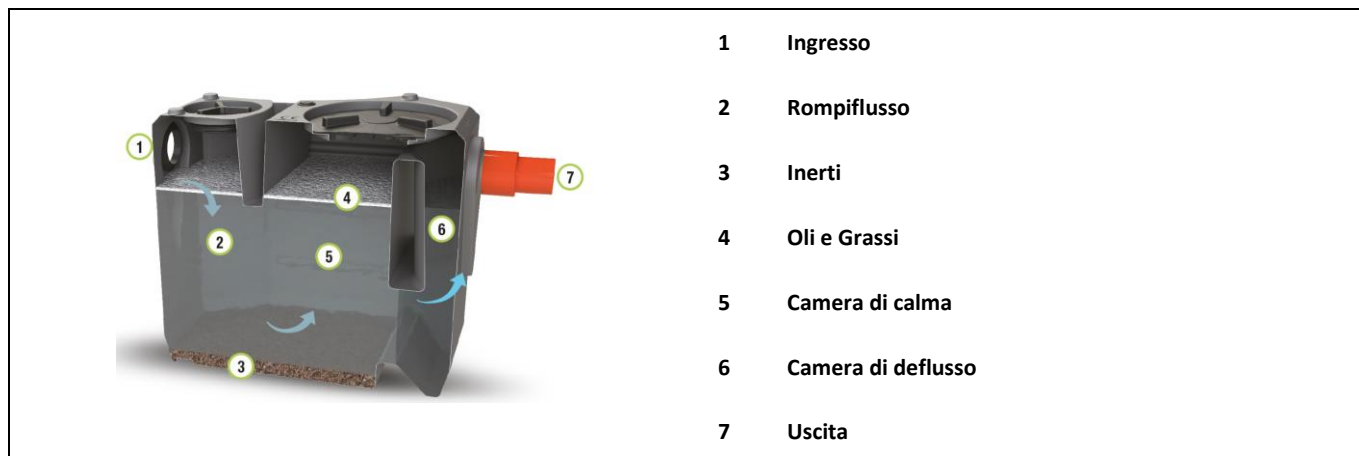 1 Ingresso
2 Rompiflusso
3 Inerti
4 Oli e Grassi
5 Camera di calma
6 Camera di deflusso
7 Uscita
1
2
3
4
5
6
7